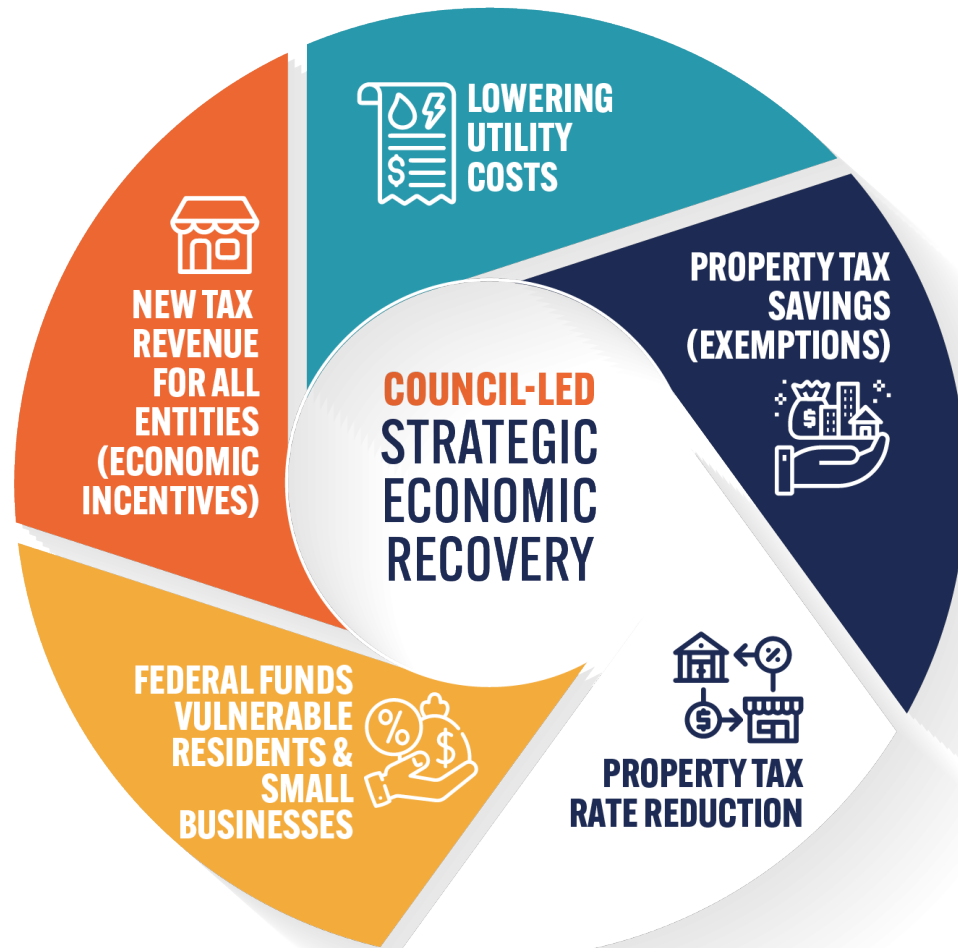 LOWERING
UTILITY
COSTS
PROPERTY TAX
SAVINGS
(EXEMPTIONS)
PROPERTY TAX
RATE REDUCTION
FEDERAL FUNDS
VULNERABLE
RESIDENTS &
SMALL
BUSINESSES
NEW TAX
REVENUE
FOR ALL
ENTITIES
(ECONOMIC
INCENTIVES)
COUNCIL-LED
STRATEGIC
ECONOMIC
RECOVERY